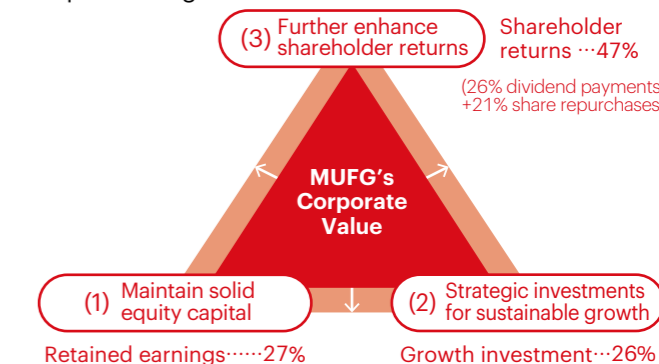 (3) Further enhance
shareholder returns
Shareholder
returns …47%
(26% dividend payments
+21% share repurchases
MUFG's
Corporate
Value
(1) Maintain solid
equity capital
(2) Strategic investments
for sustainable growth
Retained earnings……27%
Growth investment…26%